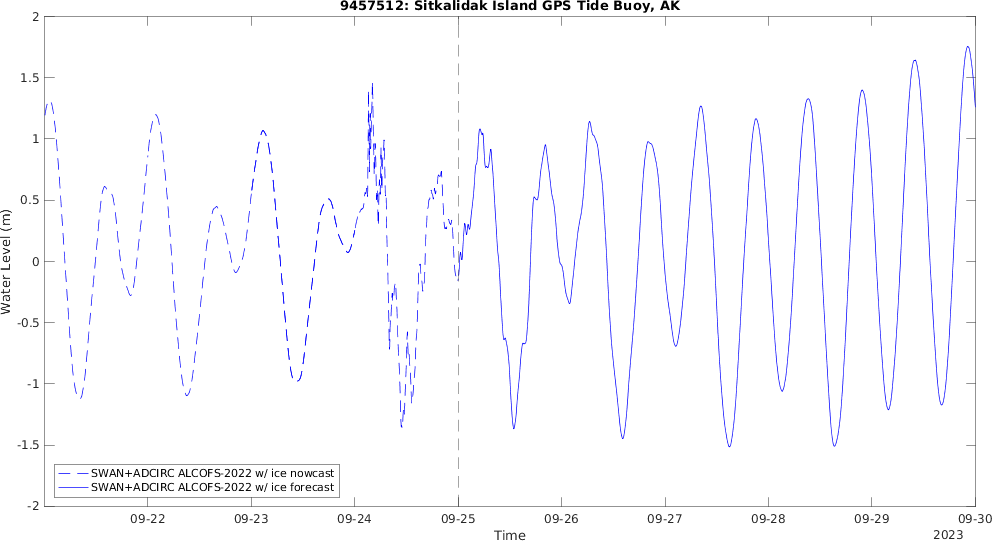 9457512: Sitkalidak Island GPS Tide Buoy, AK
Water Level (m)
2
1.5
1
0.5
0
-0.5
-1
-1.5
-2
SWAN+ADCIRC ALCOFS-2022 w/ ice nowcast
SWAN+ADCIRC ALCOFS-2022 w/ ice forecast
09-22 09-23 09-24 09-25 09-26 09-27 09-28 09-29 09-30
Time
2023